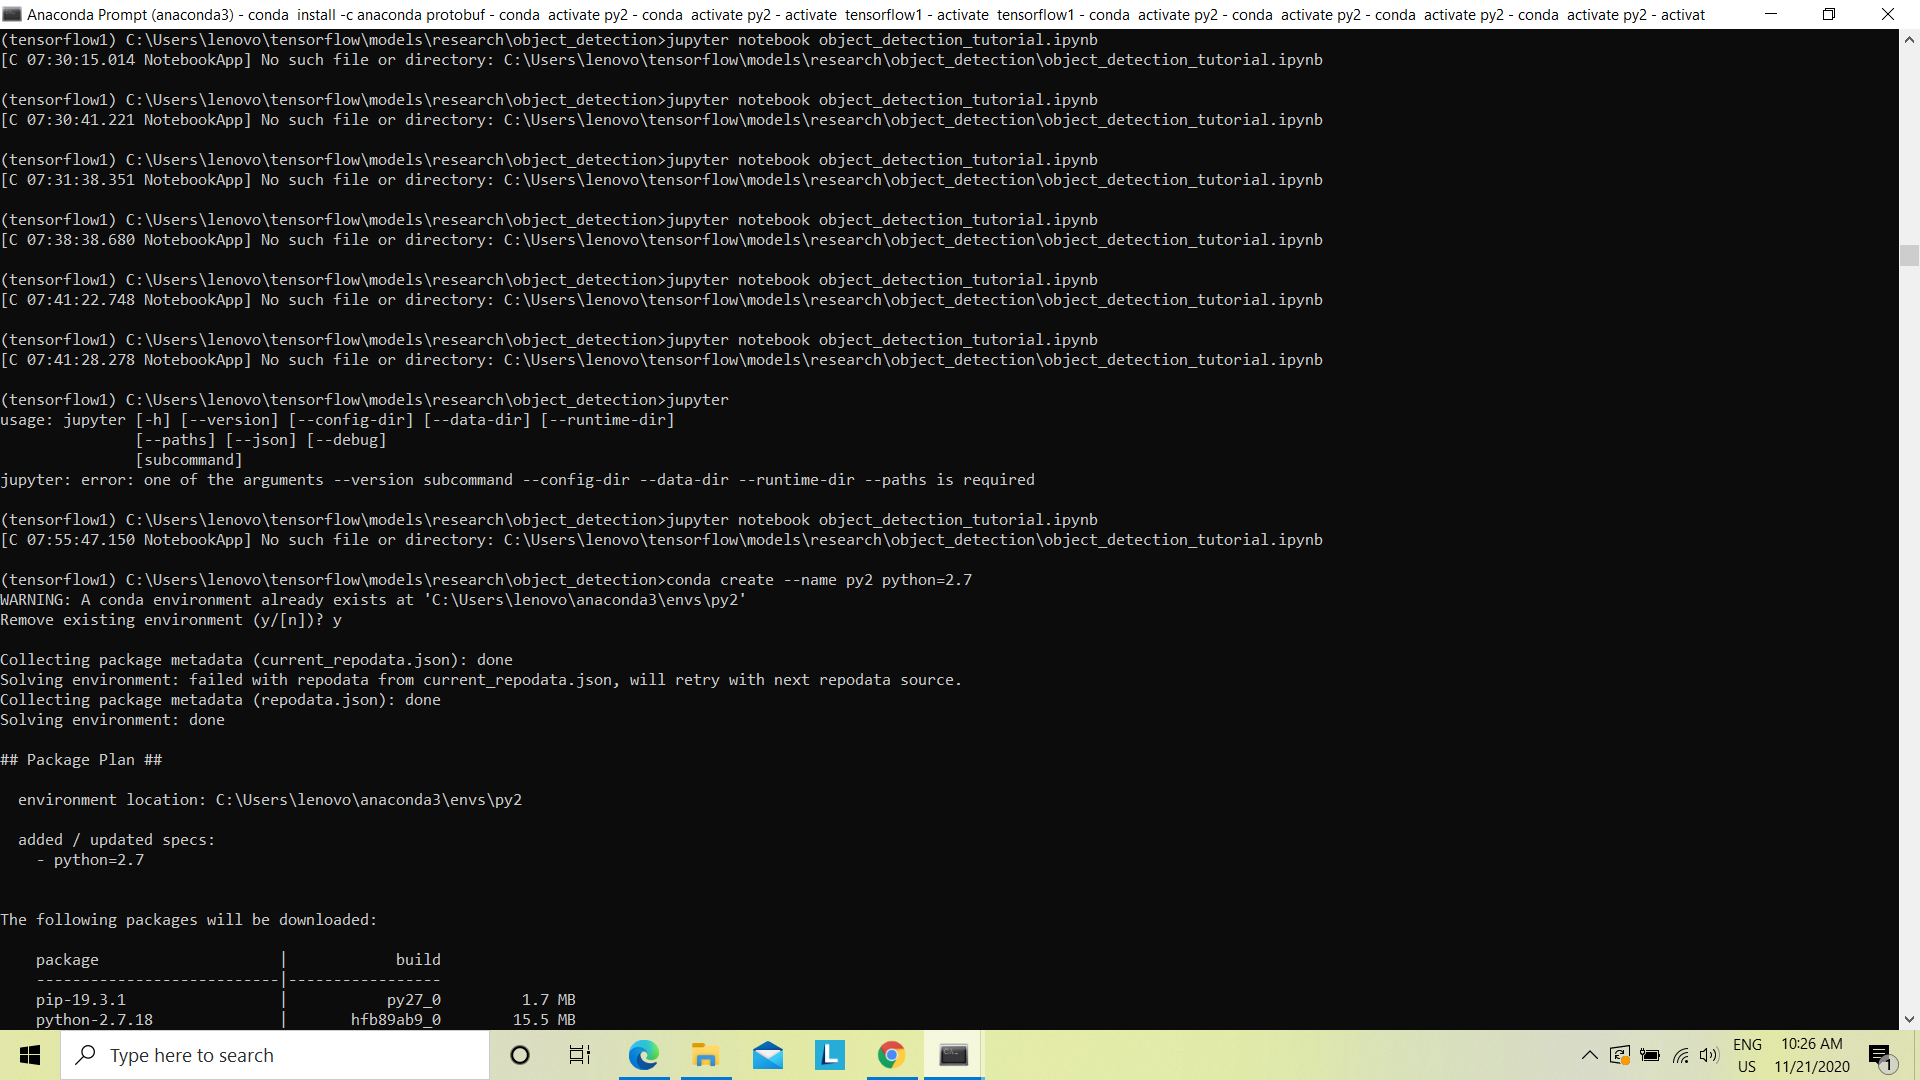 Anaconda Prompt (anaconda3) - conda  install -c anaconda protobuf - conda  activate py2 - conda  activate py2 - activate  tensorflow1 - activate  tensorflow1 - conda  activate py2 - conda  activate py2 - conda  activate py2 - conda  activate py2 - activat
(tensorflow1) C:\Users\lenovo\tensorflow\models\research\object_detection>jupyter notebook object_detection_tutorial.ipynb
[C 07:30:15.014 NotebookApp] No such file or directory: C:\Users\lenovo\tensorflow\models\research\object_detection\object_detection_tutorial.ipynb
(tensorflow1) C:\Users\lenovo\tensorflow\models\research\object_detection>jupyter notebook object_detection_tutorial.ipynb
[C 07:30:41.221 NotebookApp] No such file or directory: C:\Users\lenovo\tensorflow\models\research\object_detection\object_detection_tutorial.ipynb
(tensorflow1) C:\Users\lenovo\tensorflow\models\research\object_detection>jupyter notebook object_detection_tutorial.ipynb
[C 07:31:38.351 NotebookApp] No such file or directory: C:\Users\lenovo\tensorflow\models\research\object_detection\object_detection_tutorial.ipynb
(tensorflow1) C:\Users\lenovo\tensorflow\models\research\object_detection>jupyter notebook object_detection_tutorial.ipynb
[C 07:38:38.680 NotebookApp] No such file or directory: C:\Users\lenovo\tensorflow\models\research\object_detection\object_detection_tutorial.ipynb
(tensorflow1) C:\Users\lenovo\tensorflow\models\research\object_detection>jupyter notebook object_detection_tutorial.ipynb
[C 07:41:22.748 NotebookApp] No such file or directory: C:\Users\lenovo\tensorflow\models\research\object_detection\object_detection_tutorial.ipynb
(tensorflow1) C:\Users\lenovo\tensorflow\models\research\object_detection>jupyter notebook object_detection_tutorial.ipynb
[C 07:41:28.278 NotebookApp] No such file or directory: C:\Users\lenovo\tensorflow\models\research\object_detection\object_detection_tutorial.ipynb
(tensorflow1) C:\Users\lenovo\tensorflow\models\research\object_detection>jupyter
usage: jupyter [-h] [--version] [--config-dir] [--data-dir] [--runtime-dir]
[--paths] [--json] [--debug]
[subcommand]
jupyter: error: one of the arguments --version subcommand --config-dir --data-dir --runtime-dir --paths is required
(tensorflow1) C:\Users\lenovo\tensorflow\models\research\object_detection>jupyter notebook object_detection_tutorial.ipynb
[C 07:55:47.150 NotebookApp] No such file or directory: C:\Users\lenovo\tensorflow\models\research\object_detection\object_detection_tutorial.ipynb
(tensorflow1) C:\Users\lenovo\tensorflow\models\research\object_detection>conda create --name py2 python=2.7
WARNING: A conda environment already exists at 'C:\Users\lenovo\anaconda3\envs\py2'
Remove existing environment (y/[n])? y
Collecting package metadata (current_repodata.json): done
Solving environment: failed with repodata from current_repodata.json, will retry with next repodata source.
Collecting package metadata (repodata.json): done
Solving environment: done
## Package Plan ##
environment location: C:\Users\lenovo\anaconda3\envs\py2
added / updated specs:
- python=2.7
The following packages will be downloaded:
package                    |            build
---------------------------|-----------------
pip-19.3.1                 |           py27_0         1.7 MB
python-2.7.18              |       hfb89ab9_0        15.5 MB
Type here to search
L
ENG
US
10:26 AM
11/21/2020
1